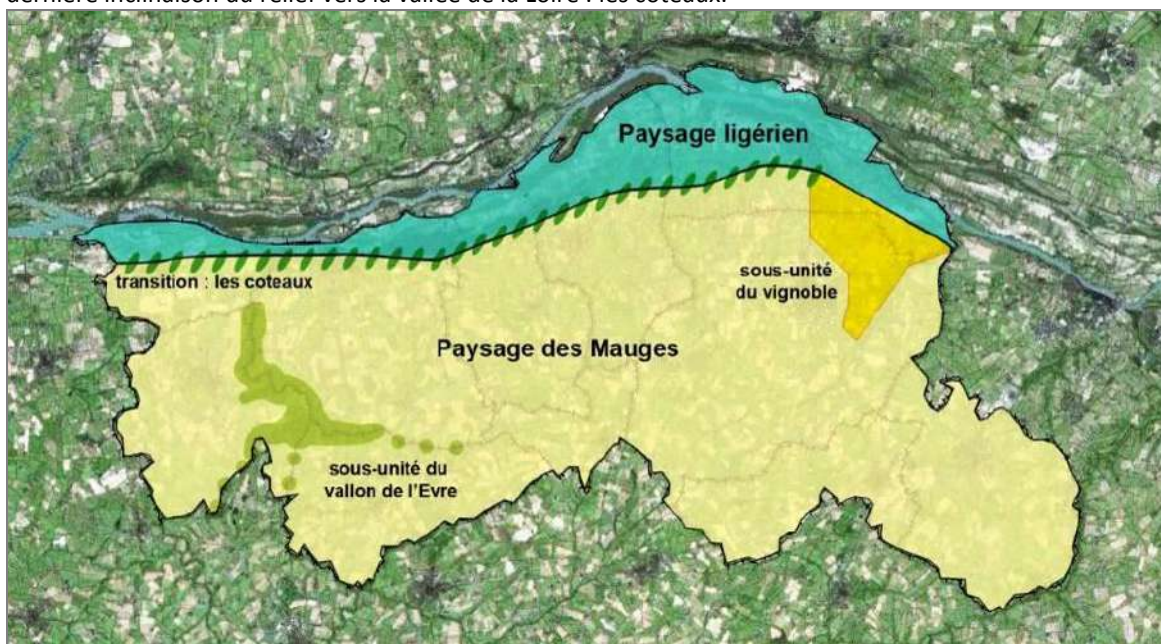 dernière inclinaison du relief vers la vallée de la Loire : les coteaux.
Paysage ligérien
transition : les coteaux
sous-unité
du vignoble
Paysage des Mauges
sous-unité du
vallon de l'Evre